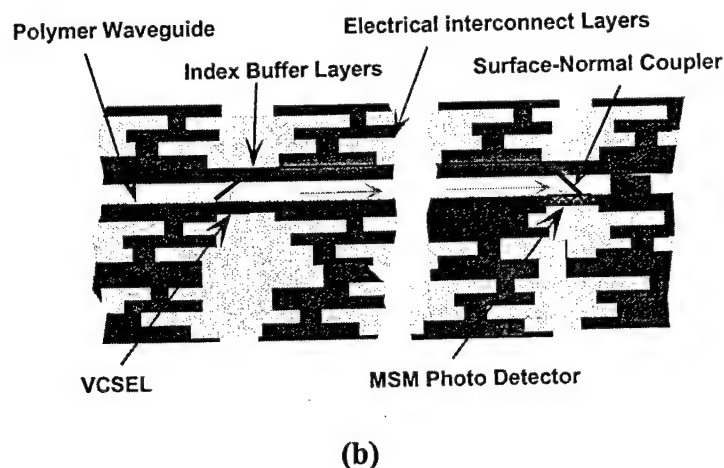 Polymer Waveguide
Electrical interconnect Layers
Index Buffer Layers
Surface-Normal Coupler
VCSEL
MSM Photo Detector
(b)